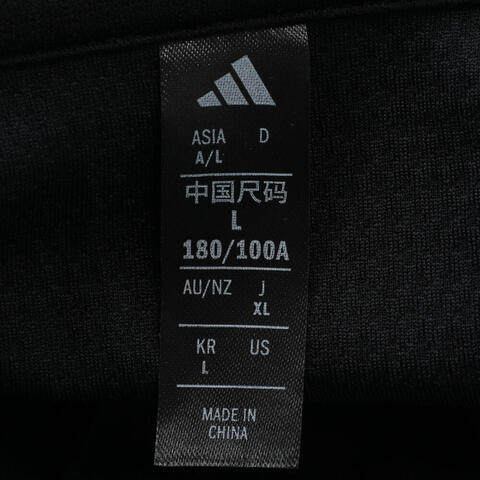 ASIA D
A/L
中国尺码
L
180/100A
AU/NZ J
XL
KR US
L
MADE IN
CHINA